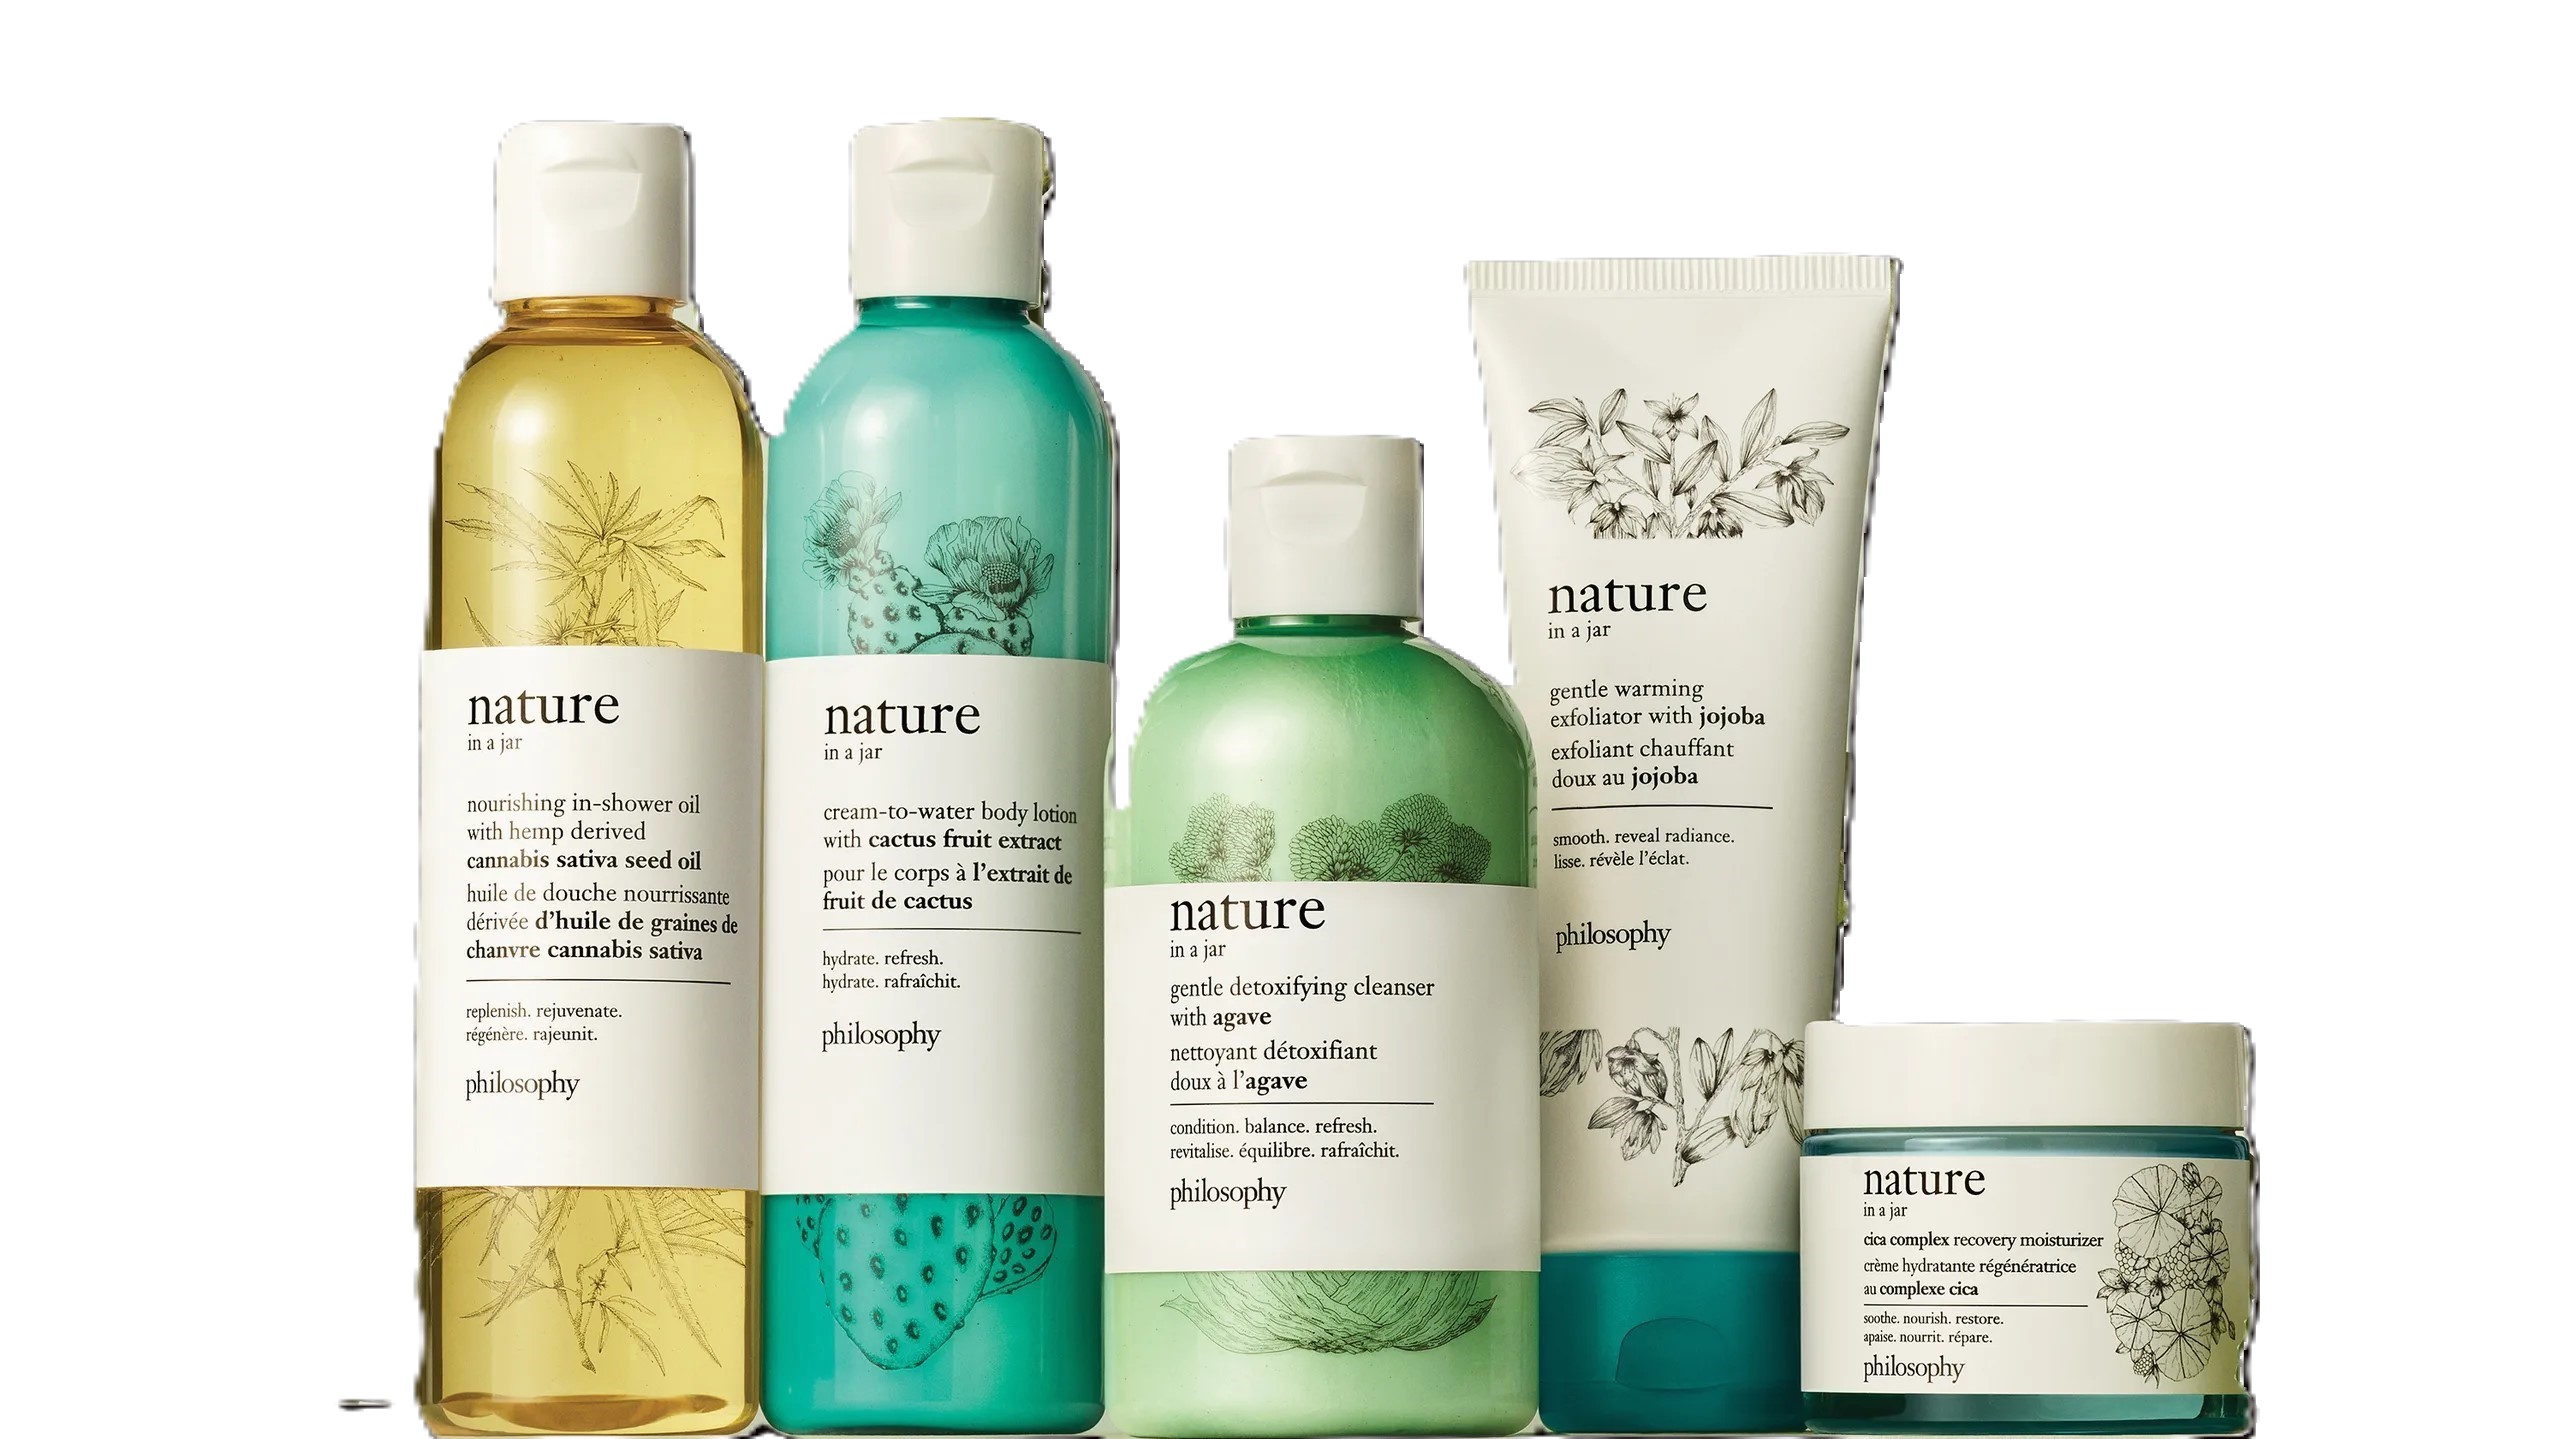 nature
in a jar
nourishing in-shower oil
with hemp derived
cannabis sativa seed oil
huile de douche nourrissante
dérivée d'huile de graines de
chanvre cannabis sativa
replenish. rejuvenate.
régénère. rajeunit.
philosophy
nature
in a jar
cream-to-water body lotion
with cactus fruit extract
pour le corps à l'extrait de
fruit de cactus
hydrate. refresh.
hydrate. rafraîchit.
philosophy
nature
in a jar
gentle detoxifying cleanser
with agave
nettoyant détoxifiant
doux à l'agave
condition. balance. refresh.
revitalise. équilibre. rafraîchit.
philosophy
nature
in a jar
gentle warming
exfoliator with jojoba
exfoliant chauffant
doux au jojoba
smooth. reveal radiance.
lisse. révèle l'éclat.
philosophy
nature
in a jar
cica complex recovery moisturizer
crème hydratante régénératrice
au complexe cica
soothe. nourish. restore.
apaise. nourrit. répare.
philosophy